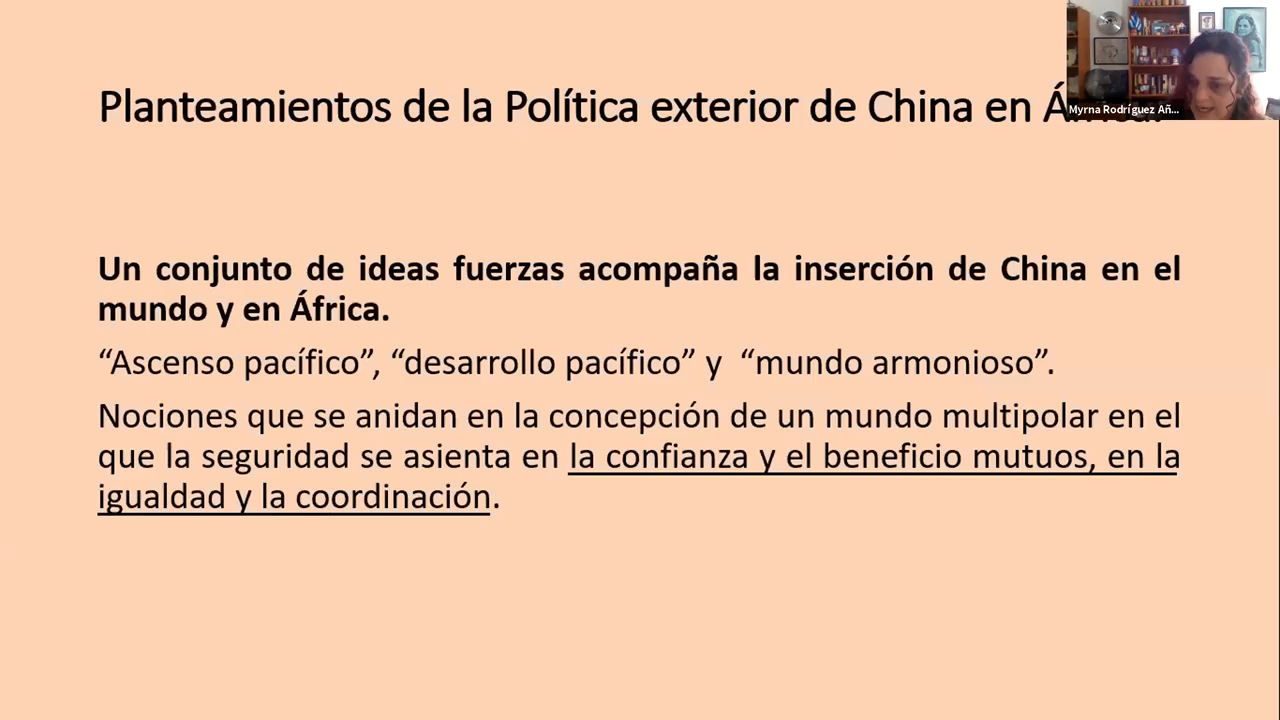 Planteamientos de la Política exterior de China en
Myrna Rodríguez Añ...
Un conjunto de ideas fuerzas acompaña la inserción de China en el
mundo y en África.
“Ascenso pacífico”, “desarrollo pacífico” y “mundo armonioso”.
Nociones que se anidan en la concepción de un mundo multipolar en el
que la seguridad se asienta en la confianza y el beneficio mutuos, en la
igualdad y la coordinación.